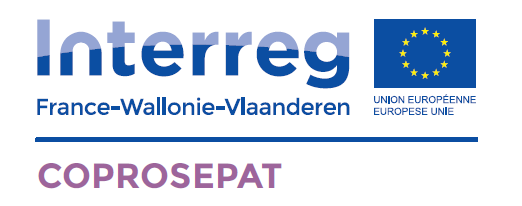 Interreg
France-Wallonie-Vlaanderen
UNION EUROPÉENNE
EUROPESE UNIE
COPROSEPAT